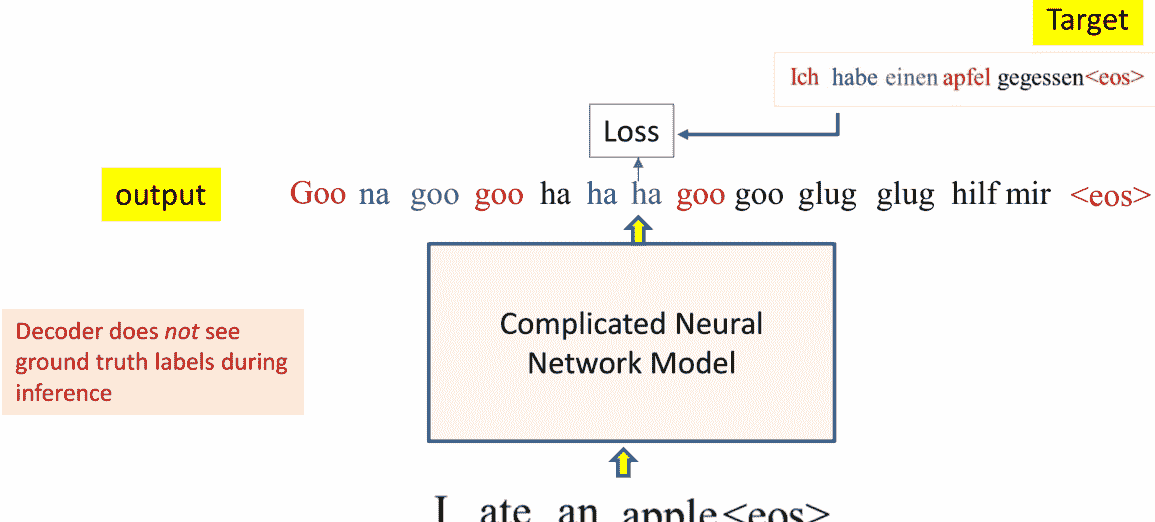 Target
Ich habe einen apfel gegessen<eos>
Loss
output
Goo na goo goo ha ha ha goo goo glug glug hilf mir <eos>
Complicated Neural
Network Model
Decoder does not see
ground truth labels during
inference
I ate an apple<eos>